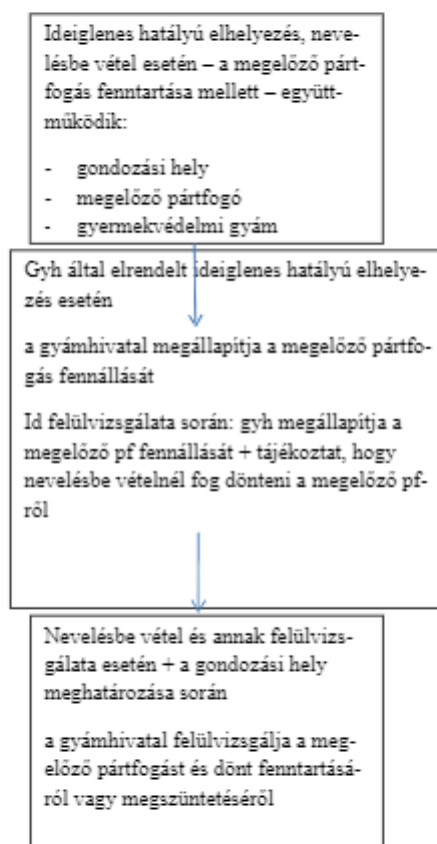 Ideiglenes hatályú elhelyezés, neve-
lésbe vétel esetén – a megelőző párt-
fogás fenntartása mellett – együtt-
működik:
- gondozási hely
- megelőző pártfogó
- gyermekvédelmi gyám
Gyh által elrendelt ideiglenes hatályú elhelye-
zés esetén
a gyámhivatal megállapítja a megelőző pártfo-
gás fennállását
Id felülvizsgálata során: gyh megállapítja a
megelőző pf fennállását + tájékoztat, hogy
nevelésbe vételnél fog dönteni a megelőző pf-
ről
Nevelésbe vétel és annak felülvizs-
gálata esetén + a gondozási hely
meghatározása során
a gyámhivatal felülvizsgálja a meg-
előző pártfogást és dönt fenntartásá-
ról vagy megszüntetéséről